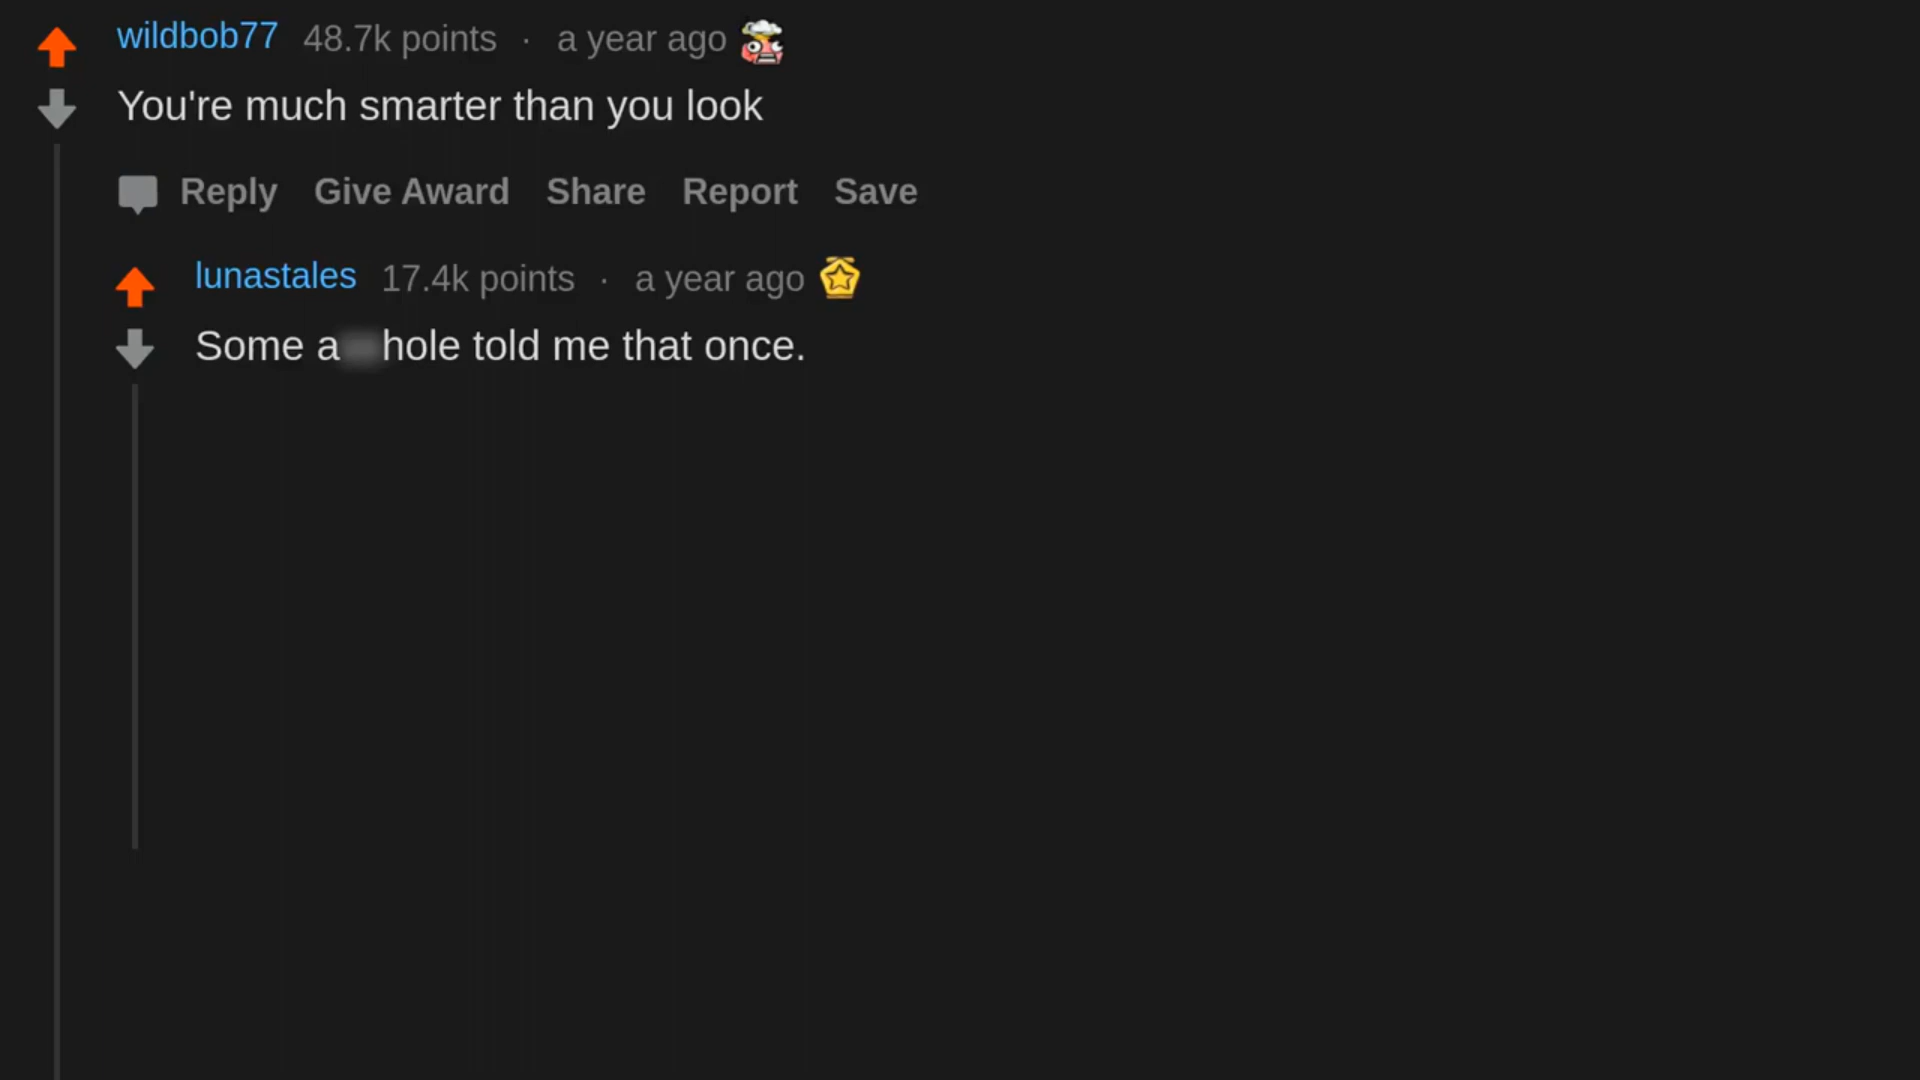 wildbob77 48.7k points · a year ago
You're much smarter than you look
Reply Give Award Share Report Save
lunastales 17.4k points · a year ago
Some a hole told me that once.